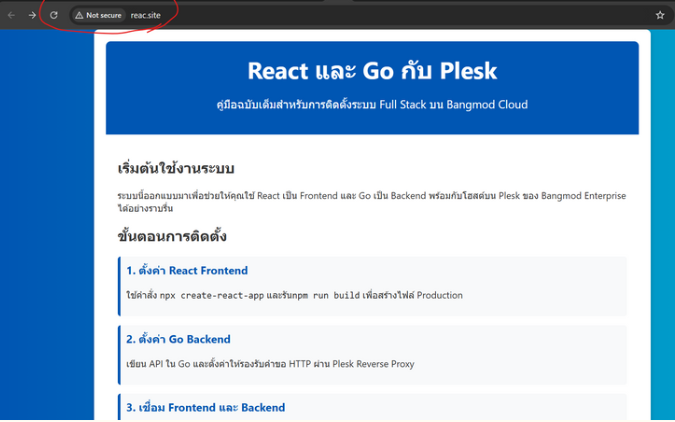 Not secure reac.site
React และ Go กับ Plesk
คู่มือฉบับเต็มสำหรับการติดตั้งระบบ Full Stack บน Bangmod Cloud
เริ่มต้นใช้งานระบบ
ระบบนี้ออกแบบมาเพื่อช่วยให้คุณใช้ React เป็น Frontend และ Go เป็น Backend พร้อมกับโฮสต์บน Plesk ของ Bangmod Enterprise
ได้อย่างราบรื่น
ขั้นตอนการติดตั้ง
1. ตั้งค่า React Frontend
ใช้คำสั่ง npx create-react-app และรันnpm run build เพื่อสร้างไฟล์ Production
2. ตั้งค่า Go Backend
เขียน API ใน Go และตั้งค่าให้รองรับคำขอ HTTP ผ่าน Plesk Reverse Proxy
3. เชื่อม Frontend และ Backend